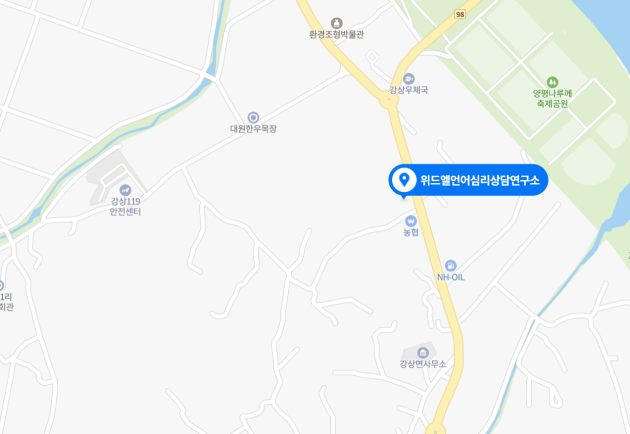 98
환경조형박물관
강상우체국
양평나루께
축제공원
대원한우목장
위드엘언어심리상담연구소
강상119
안전센터
농협
NH-OIL
1리
회관
강상면사무소